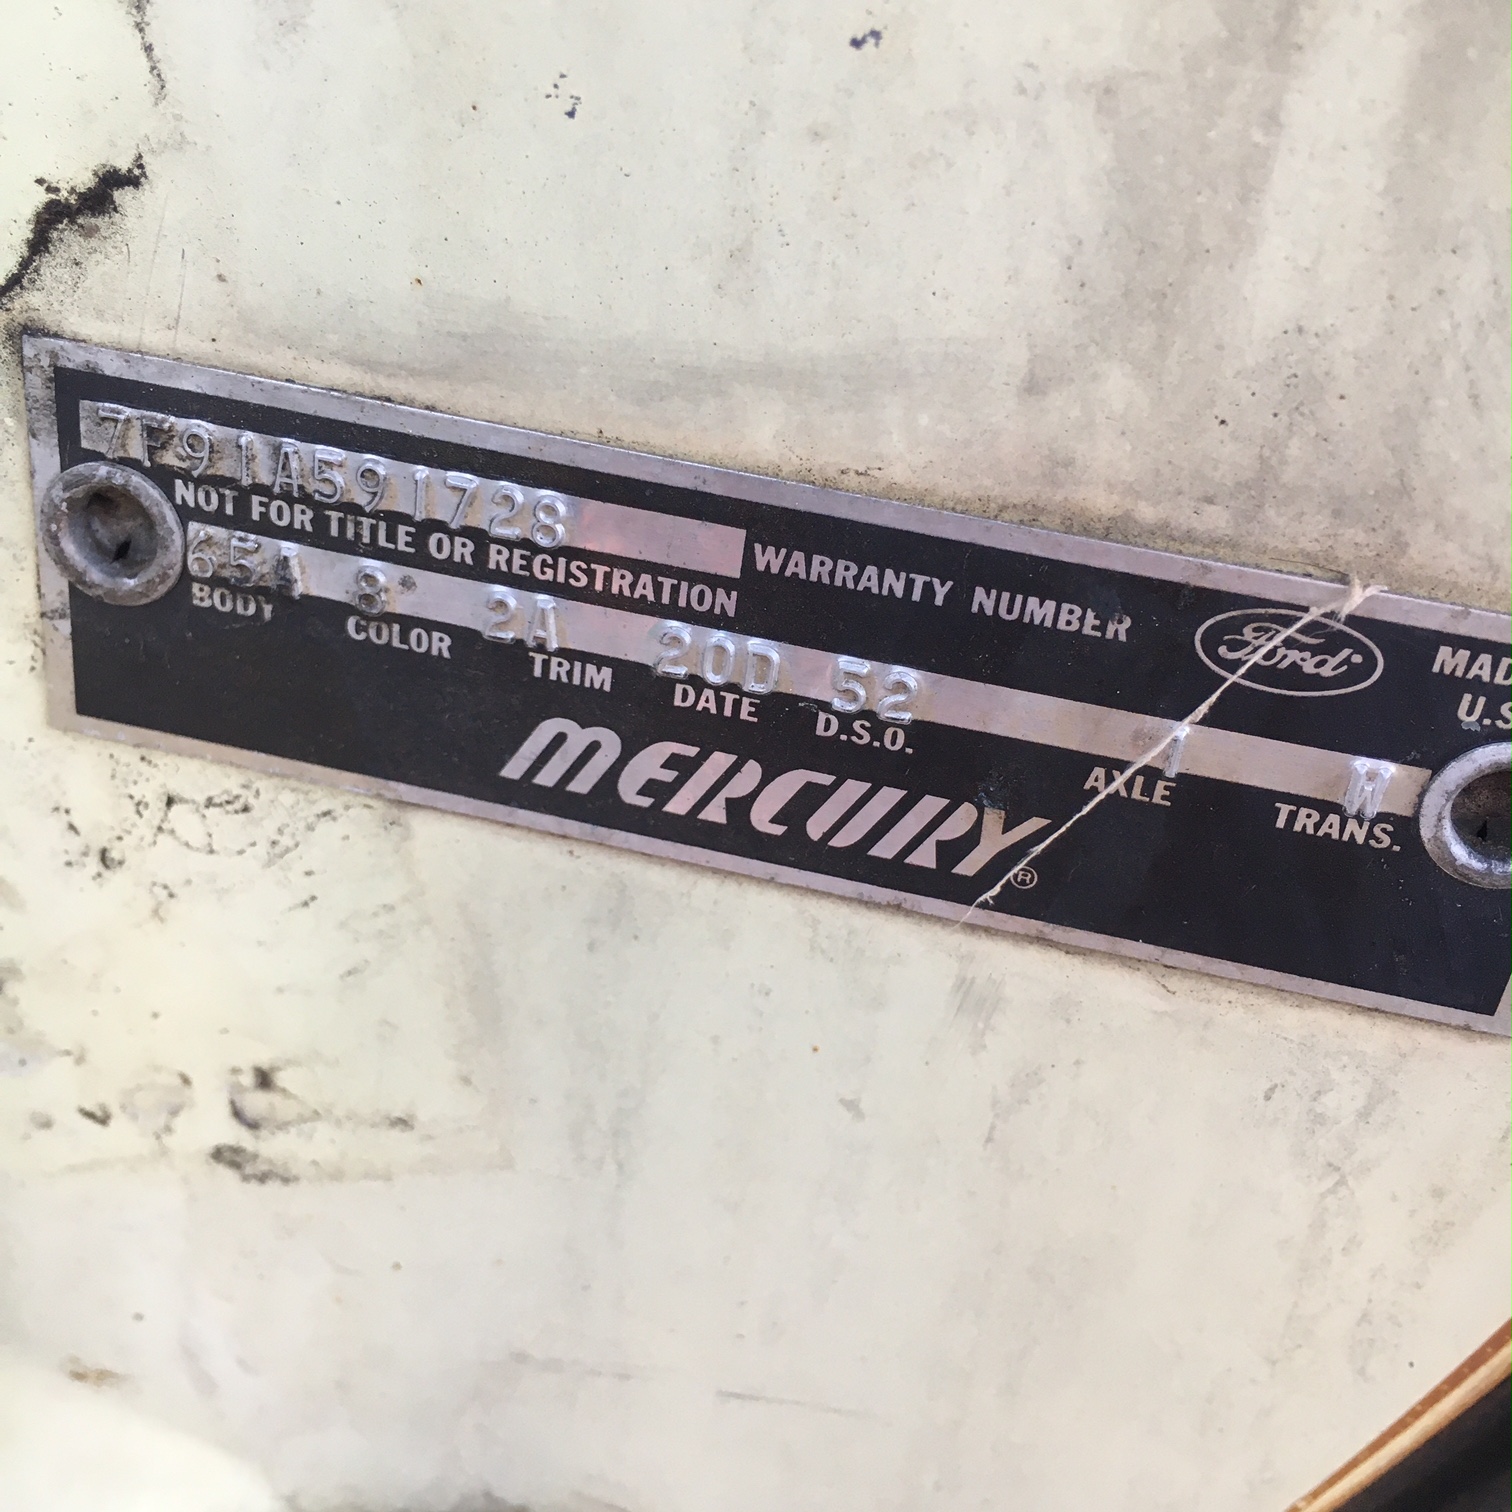 7F91A591728
NOT FOR TITLE OR REGISTRATION
WARRANTY NUMBER
Ford
MAD
U.S
65A 8 2A 20D 52 1 W
BODY COLOR TRIM DATE D.S.O. AXLE TRANS.
MERCURY®